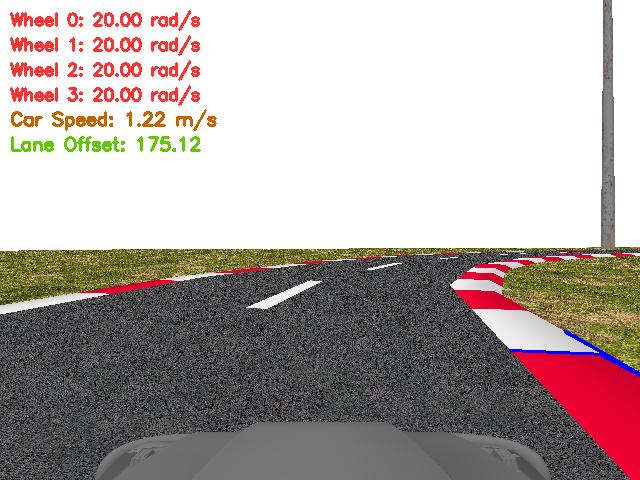 Wheel 0: 20.00 rad/s
Wheel 1: 20.00 rad/s
Wheel 2: 20.00 rad/s
Wheel 3: 20.00 rad/s
Car Speed: 1.22 m/s
Lane Offset: 175.12